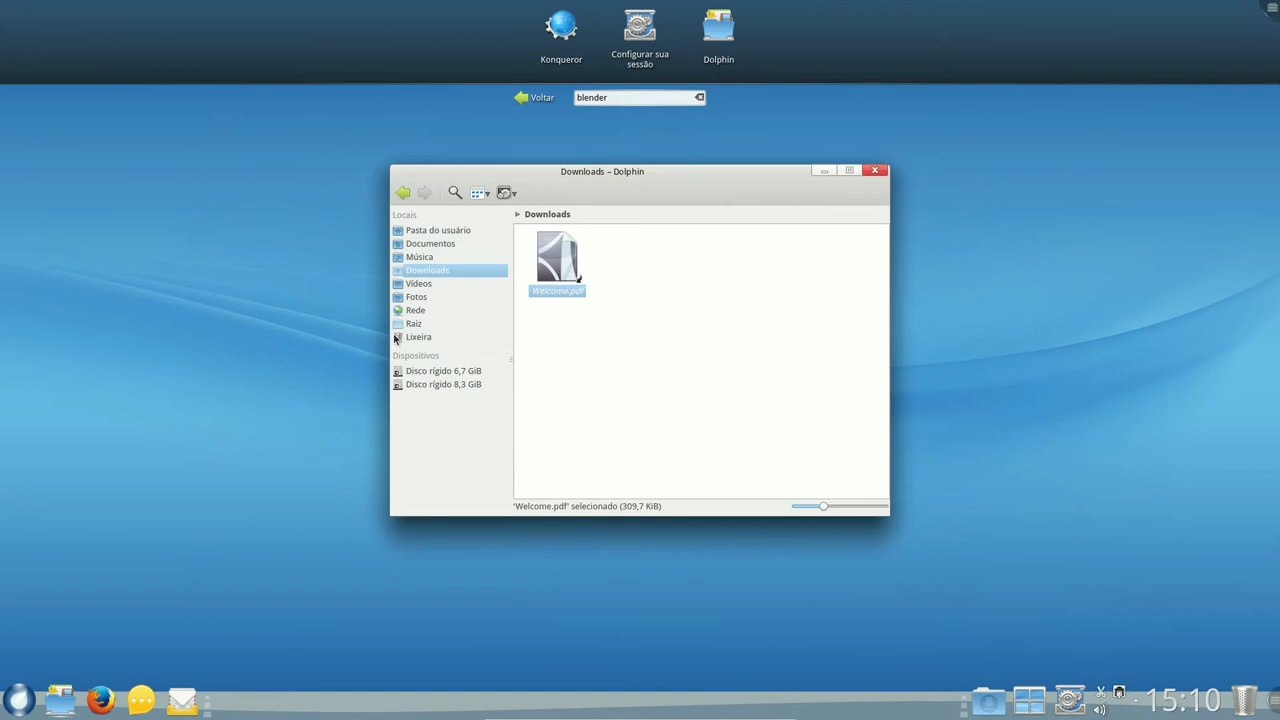 Konqueror
Configurar sua
sessão
Dolphin
Voltar
blender
Downloads – Dolphin
Locais
Downloads
Pasta do usuário
Documentos
Música
Downloads
Vídeos
Fotos
Rede
Raiz
Lixeira
Dispositivos
Disco rígido 6,7 GiB
Disco rígido 8,3 GiB
Welcome.pdf
'Welcome.pdf' selecionado (309,7 KiB)
15:10